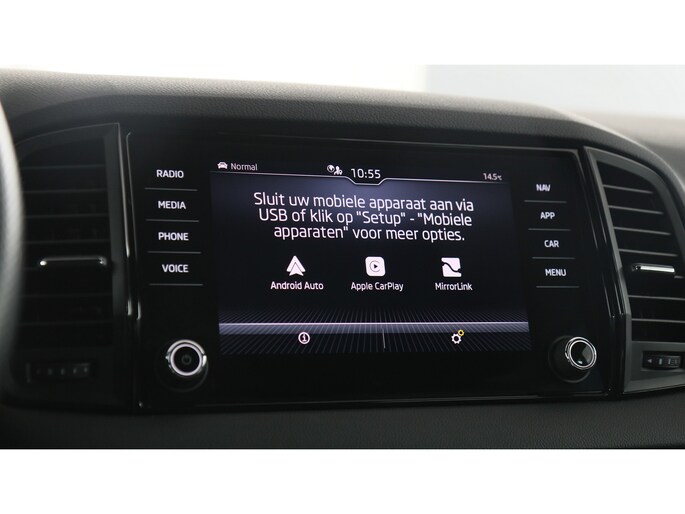 Normal
10:55
14.5°C
RADIO
MEDIA
PHONE
VOICE
Sluit uw mobiele apparaat aan via
USB of klik op "Setup" - "Mobiele
apparaten" voor meer opties.
Android Auto
Apple CarPlay
MirrorLink
NAV
APP
CAR
MENU